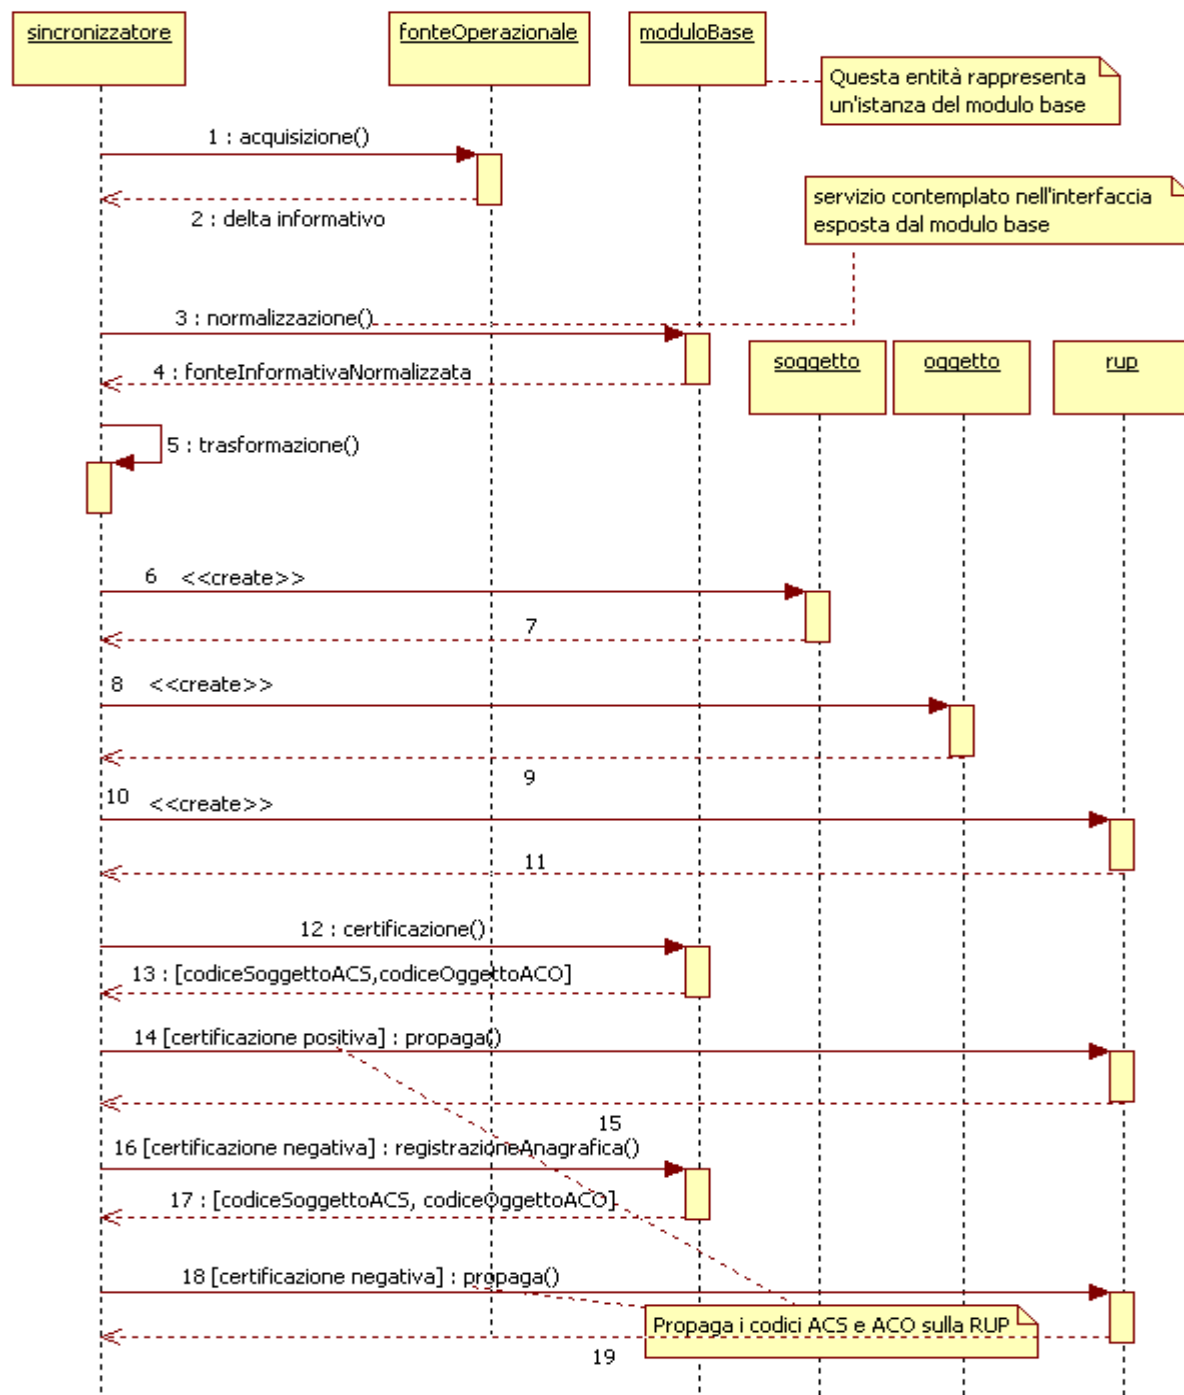 sincronizzatore
fonteOperazionale
moduloBase
Questa entità rappresenta
un'istanza del modulo base
1 : acquisizione()
2 : delta informativo
servizio contemplato nell'interfaccia
esposta dal modulo base
3 : normalizzazione()
4 : fonteInformativaNormalizzata
soggetto
oggetto
rup
5 : trasformazione()
6 <<create>>
7
8 <<create>>
9
10 <<create>>
11
12 : certificazione()
13 : [codiceSoggettoACS,codiceOggettoACO]
14 [certificazione positiva] : propaga()
15
16 [certificazione negativa] : registrazioneAnagrafica()
17 : [codiceSoggettoACS, codiceOggettoACO]
18 [certificazione negativa] : propaga()
Propaga i codici ACS e ACO sulla RUP
19